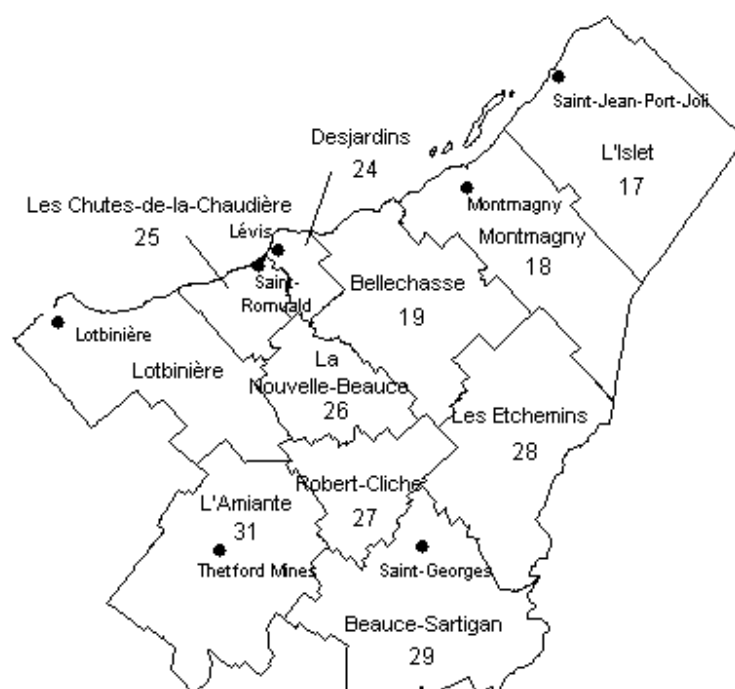 Saint-Jean-Port-Joli
Desjardins
24
L'Islet
17
Les Chutes-de-la-Chaudière
25
Montmagny
Lévis
Montmagny
18
Saint-
Romuald
Bellechasse
19
Lotbinière
Lotbinière
La
Nouvelle-Beauce
26
Les Etchemins
28
Robert-Cliche
27
L'Amiante
31
Thetford Mines
Saint-Georges
Beauce-Sartigan
29